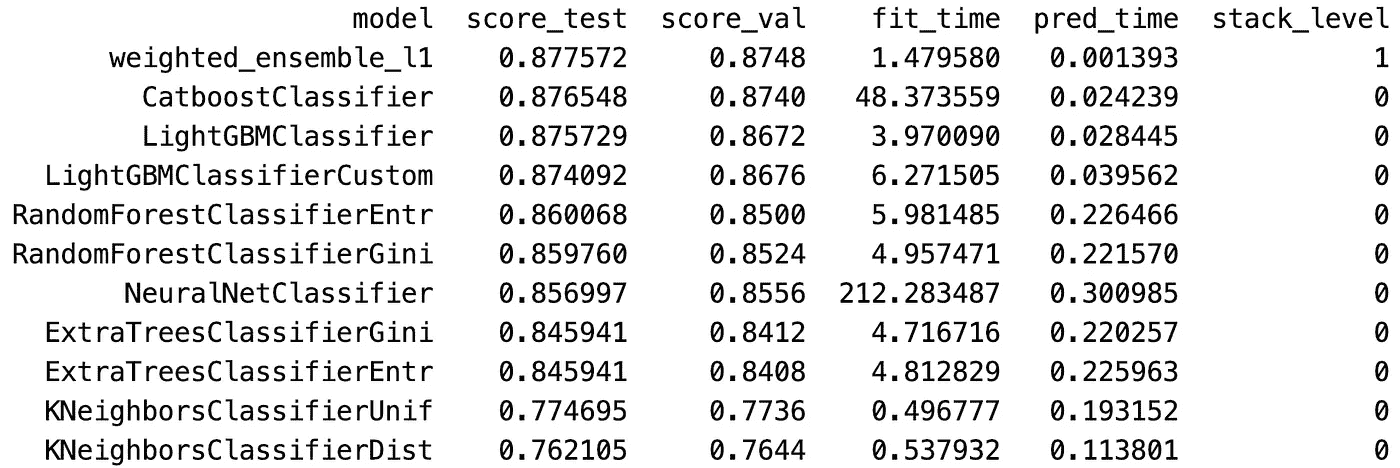 model score_test score_val fit_time pred_time stack_level
weighted_ensemble_l1 0.877572 0.8748 1.479580 0.001393 1
CatboostClassifier 0.876548 0.8740 48.373559 0.024239 0
LightGBMClassifier 0.875729 0.8672 3.970090 0.028445 0
LightGBMClassifierCustom 0.874092 0.8676 6.271505 0.039562 0
RandomForestClassifierEntr 0.860068 0.8500 5.981485 0.226466 0
RandomForestClassifierGini 0.859760 0.8524 4.957471 0.221570 0
NeuralNetClassifier 0.856997 0.8556 212.283487 0.300985 0
ExtraTreesClassifierGini 0.845941 0.8412 4.716716 0.220257 0
ExtraTreesClassifierEntr 0.845941 0.8408 4.812829 0.225963 0
KNeighborsClassifierUnif 0.774695 0.7736 0.496777 0.193152 0
KNeighborsClassifierDist 0.762105 0.7644 0.537932 0.113801 0